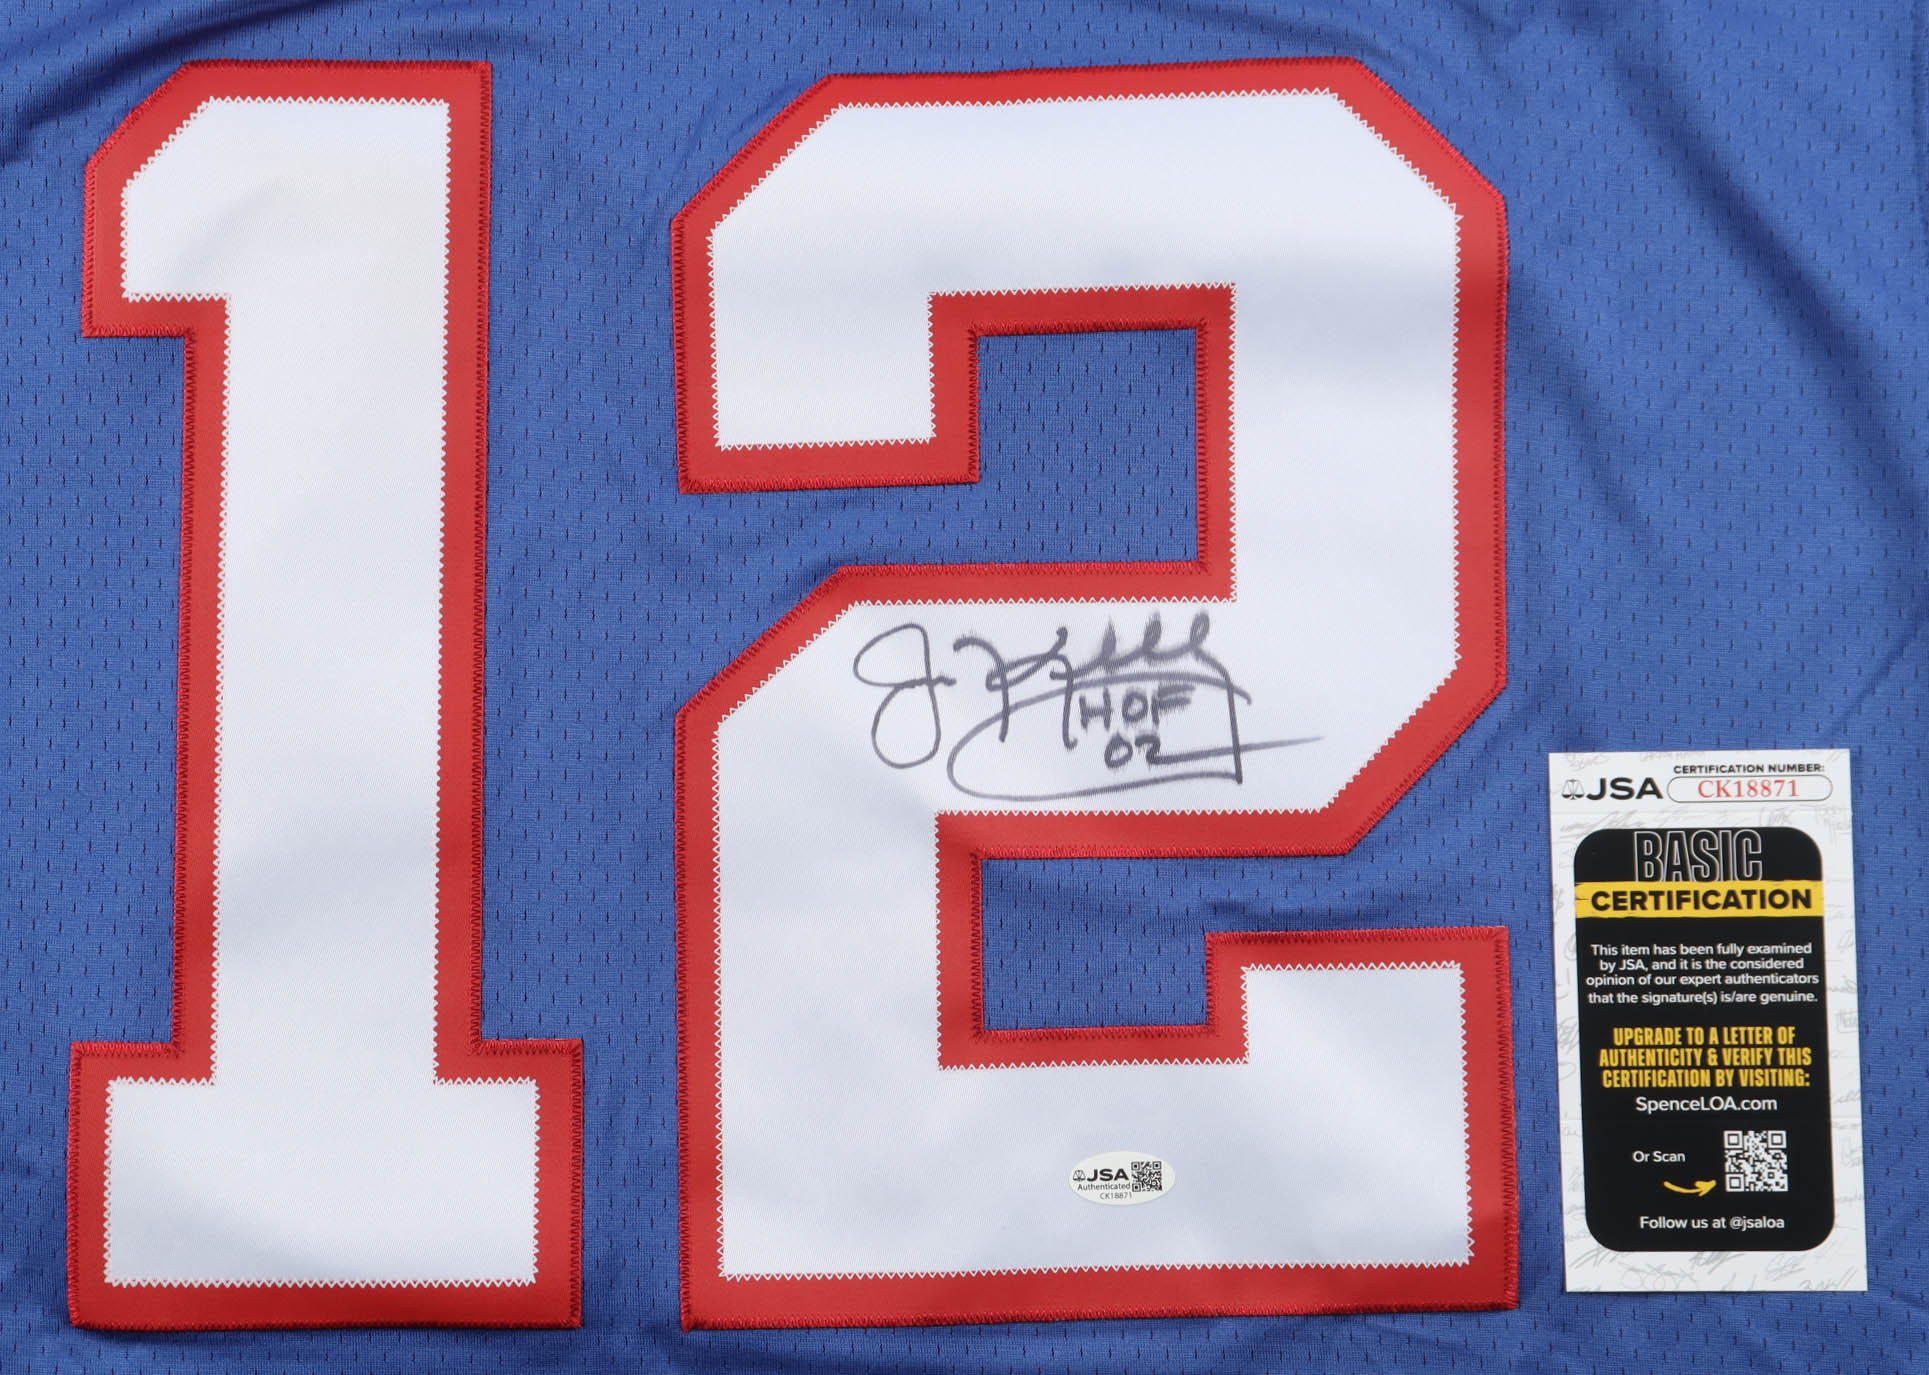 12
Jim Kelly
HOF
02
JSA
Authenticated
CK18871
JSA
CERTIFICATION NUMBER:
CK18871
BASIC
CERTIFICATION
This item has been fully examined
by JSA, and it is the considered
opinion of our expert authenticators
that the signature(s) is/are genuine.
UPGRADE TO A LETTER OF
AUTHENTICITY & VERIFY THIS
CERTIFICATION BY VISITING:
SpenceLOA.com
Or Scan
Follow us at @jsaloa